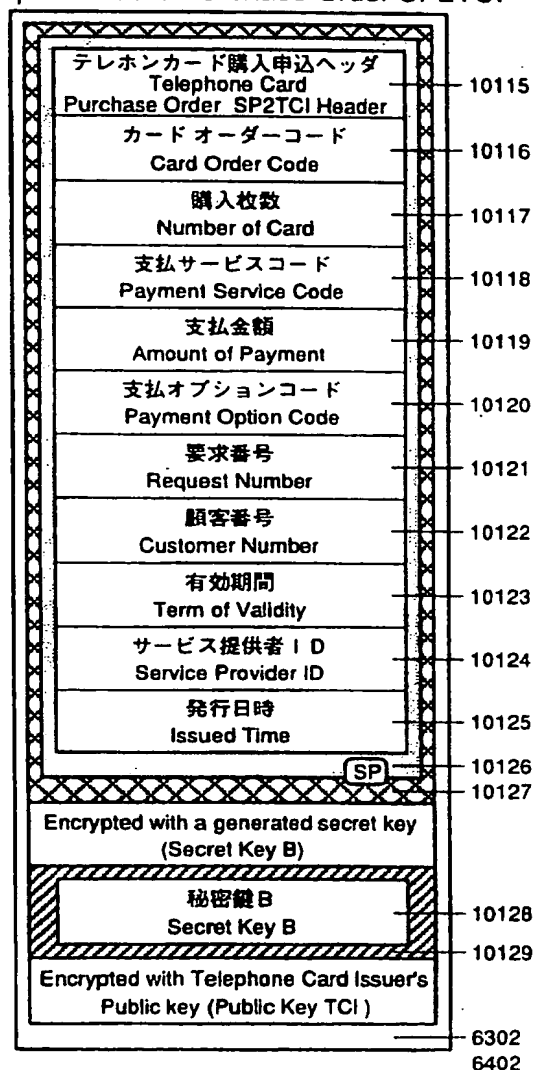 テレホンカード購入申込ヘッダ
Telephone Card
Purchase Order SP2TCI Header
10115
カード オーダーコード
Card Order Code
10116
購入枚数
Number of Card
10117
支払サービスコード
Payment Service Code
10118
支払金額
Amount of Payment
10119
支払オプションコード
Payment Option Code
10120
要求番号
Request Number
10121
顧客番号
Customer Number
10122
有効期間
Term of Validity
10123
サービス提供者 I D
Service Provider ID
10124
発行日時
Issued Time
10125
SP
10126
10127
Encrypted with a generated secret key
(Secret Key B)
秘密鍵B
Secret Key B
10128
10129
Encrypted with Telephone Card Issuer's
Public key (Public Key TCI )
6302
6402